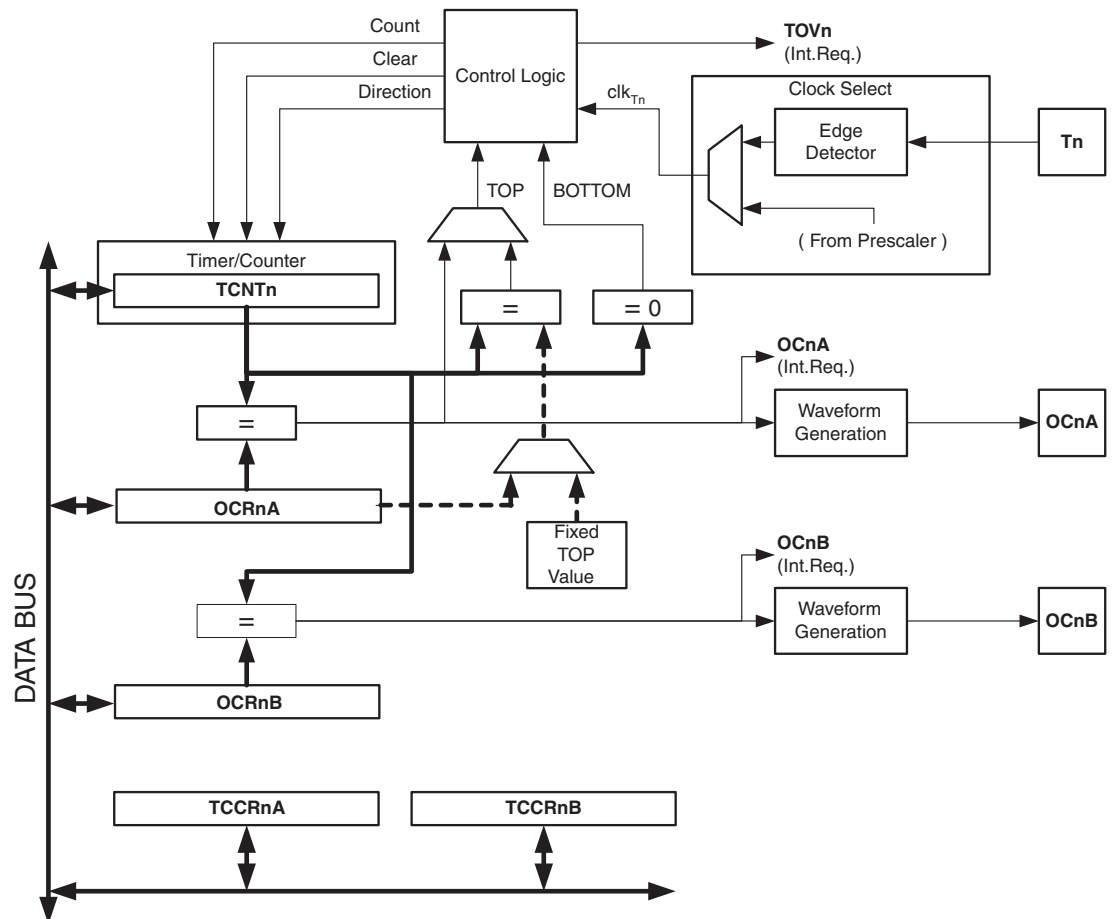 Count
Clear
Direction
Control Logic
TOVn
(Int.Req.)
clkTn
Clock Select
Edge
Detector
Tn
( From Prescaler )
TOP
BOTTOM
Timer/Counter
TCNTn
=
= 0
OCnA
(Int.Req.)
=
Waveform
Generation
OCnA
OCRnA
Fixed
TOP
Value
OCnB
(Int.Req.)
=
Waveform
Generation
OCnB
OCRnB
DATA BUS
TCCRnA
TCCRnB